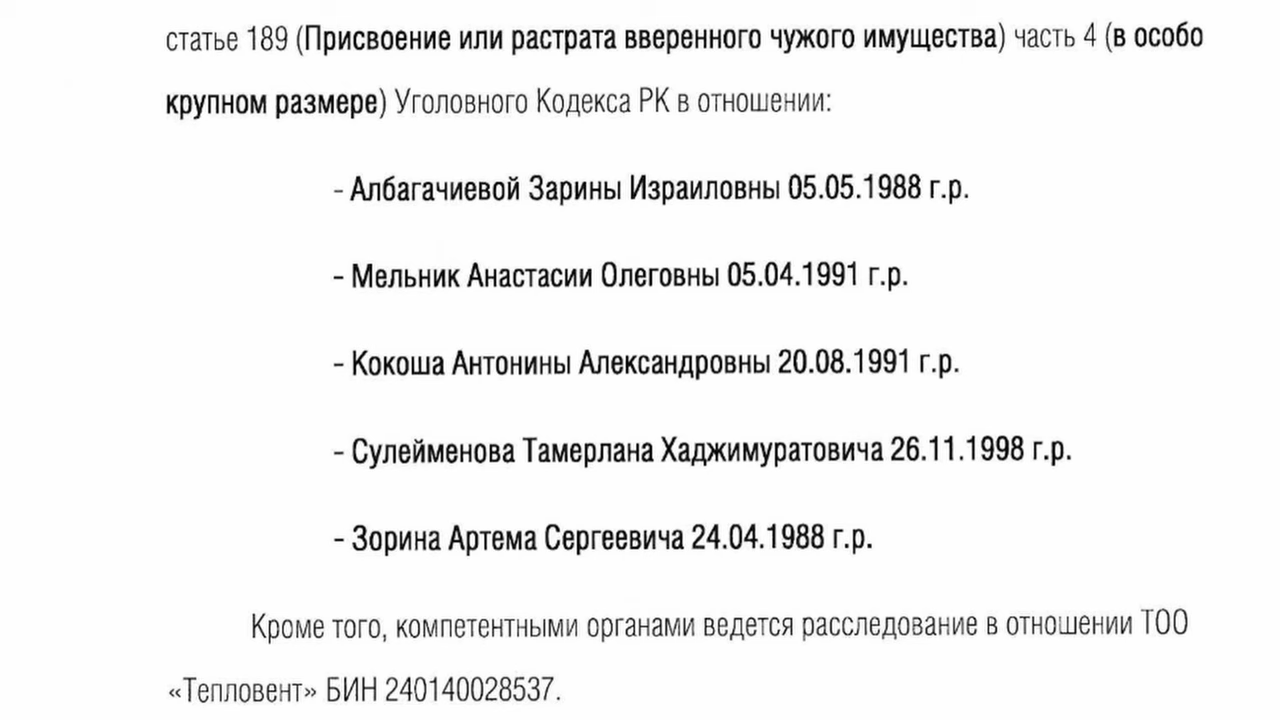 статье 189 (Присвоение или растрата вверенного чужого имущества) часть 4 (в особо
крупном размере) Уголовного Кодекса РК в отношении:
- Албагачиевой Зарины Израиловны 05.05.1988 г.р.
- Мельник Анастасии Олеговны 05.04.1991 г.р.
- Кокоша Антонины Александровны 20.08.1991 г.р.
- Сулейменова Тамерлана Хаджимуратовича 26.11.1998 г.р.
- Зорина Артема Сергеевича 24.04.1988 г.р.
Кроме того, компетентными органами ведется расследование в отношении ТОО
«Тепловент» БИН 240140028537.